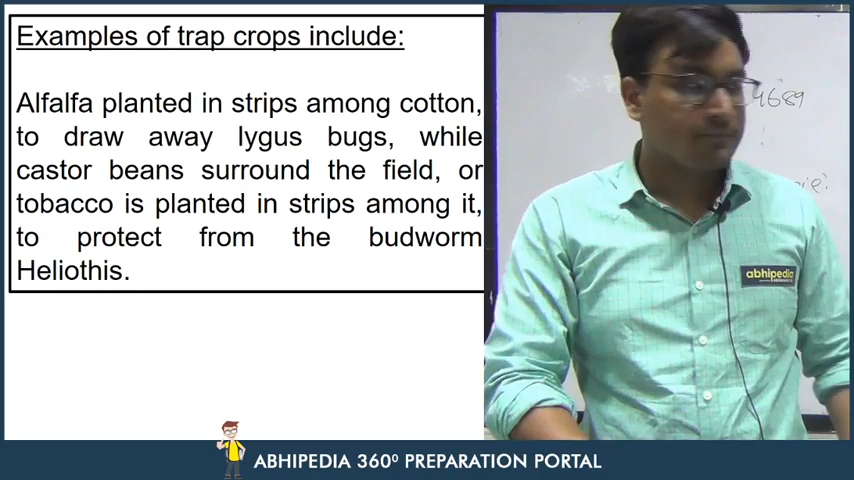 Examples of trap crops include:
Alfalfa planted in strips among cotton,
to draw away lygus bugs, while
castor beans surround the field, or
tobacco is planted in strips among it,
to protect from the budworm
Heliothis.
4689
abhipedia
ABHIPEDIA 360⁰ PREPARATION PORTAL